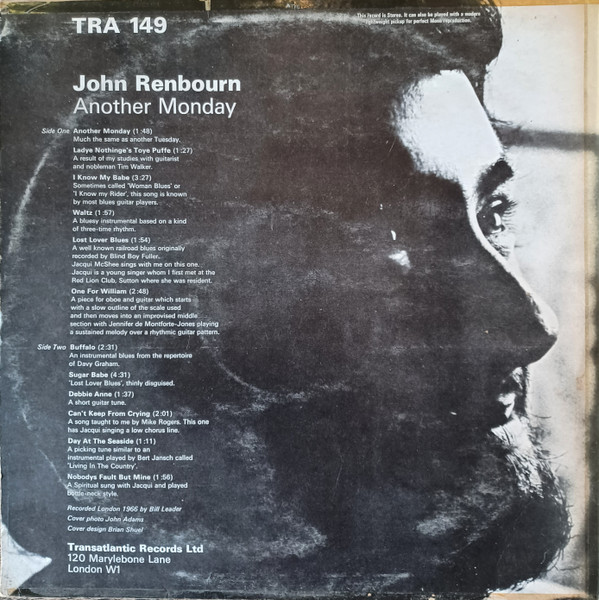 TRA 149
This record is Stereo. It can also be played with a modern
lightweight pickup for perfect Mono reproduction.
John Renbourn
Another Monday
Side One Another Monday (1:48)
Much the same as another Tuesday.
Ladye Nothinge's Toye Puffe (1:27)
A result of my studies with guitarist
and nobleman Tim Walker.
I Know My Babe (3:27)
Sometimes called 'Woman Blues' or
'I Know my Rider', this song is known
by most blues guitar players.
Waltz (1:57)
A bluesy instrumental based on a kind
of three-time rhythm.
Lost Lover Blues (1:54)
A well known railroad blues originally
recorded by Blind Boy Fuller.
Jacqui McShee sings with me on this one.
Jacqui is a young singer whom I first met at the
Red Lion Club, Sutton where she was resident.
One For William (2:48)
A piece for oboe and guitar which starts
with a slow outline of the scale used
and then moves into an improvised middle
section with Jennifer de Montforte-Jones playing
a sustained melody over a rhythmic guitar pattern.
Side Two Buffalo (2:31)
An instrumental blues from the repertoire
of Davy Graham.
Sugar Babe (4:31)
'Lost Lover Blues', thinly disguised.
Debbie Anne (1:37)
A short guitar tune.
Can't Keep From Crying (2:01)
A song taught to me by Mike Rogers. This one
has Jacqui singing a low chorus line.
Day At The Seaside (1:11)
A picking tune similar to an
instrumental played by Bert Jansch called
'Living In The Country'.
Nobodys Fault But Mine (1:56)
A Spiritual sung with Jacqui and played
bottle-neck style.
Recorded London 1966 by Bill Leader
Cover photo John Adams
Cover design Brian Shuel
Transatlantic Records Ltd
120 Marylebone Lane
London W1